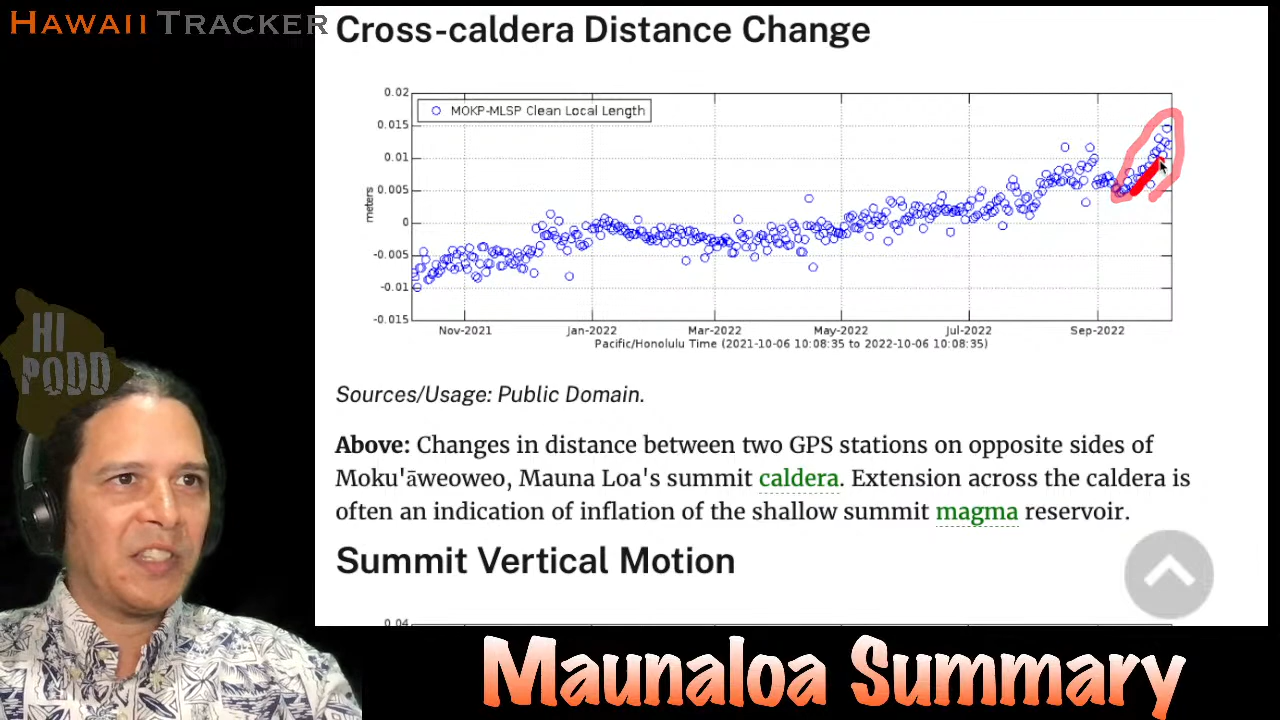 HAWAII TRACKER
Cross-caldera Distance Change
0.02
MOKP-MLSP Clean Local Length
0.015
0.01
0.005
0
-0.005
-0.01
-0.015
meters
Nov-2021 Jan-2022 Mar-2022 May-2022 Jul-2022 Sep-2022
Pacific/Honolulu Time (2021-10-06 10:08:35 to 2022-10-06 10:08:35)
HI
PODD
Sources/Usage: Public Domain.
Above: Changes in distance between two GPS stations on opposite sides of
Moku'āweoweo, Mauna Loa's summit caldera. Extension across the caldera is
often an indication of inflation of the shallow summit magma reservoir.
Summit Vertical Motion
0.04
Maunaloa Summary